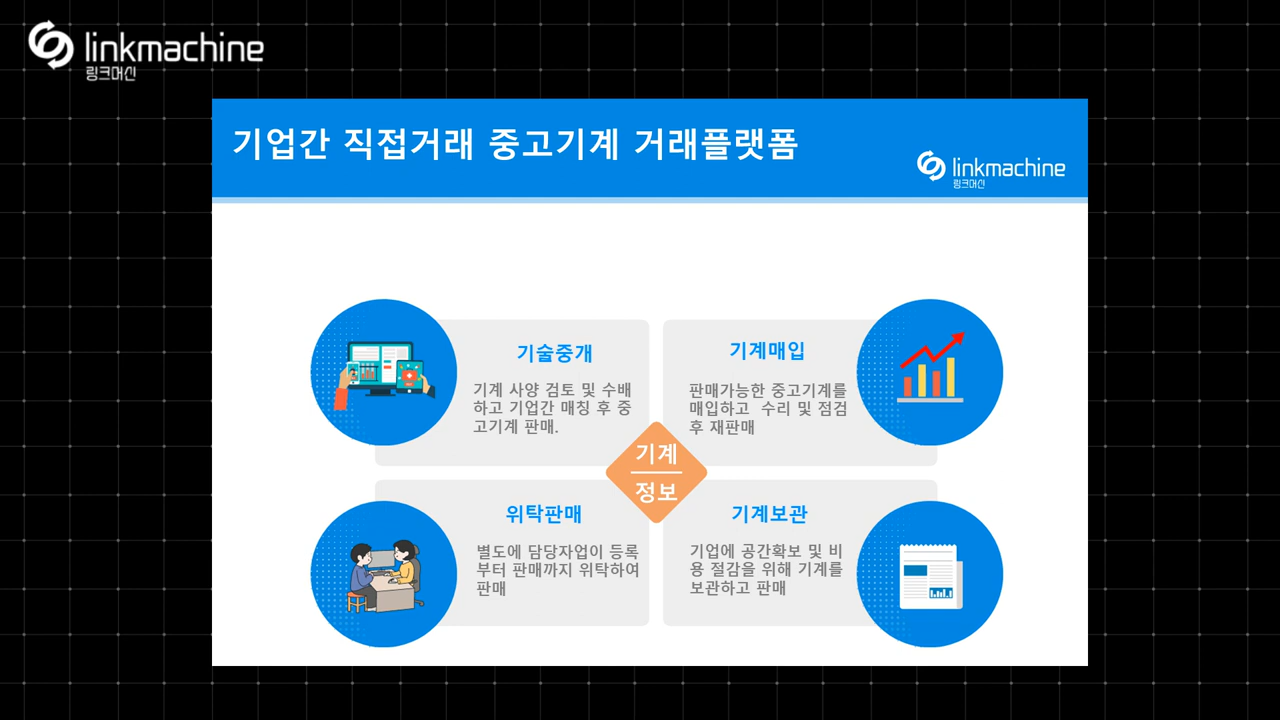 linkmachine
링크머신
기업간 직접거래 중고기계 거래플랫폼
linkmachine
링크머신
기술중개
기계 사양 검토 및 수배
하고 기업간 매칭 후 중
고기계 판매.
기계매입
판매가능한 중고기계를
매입하고 수리 및 점검
후 재판매
기계
정보
위탁판매
별도에 담당자업이 등록
부터 판매까지 위탁하여
판매
기계보관
기업에 공간확보 및 비
용 절감을 위해 기계를
보관하고 판매